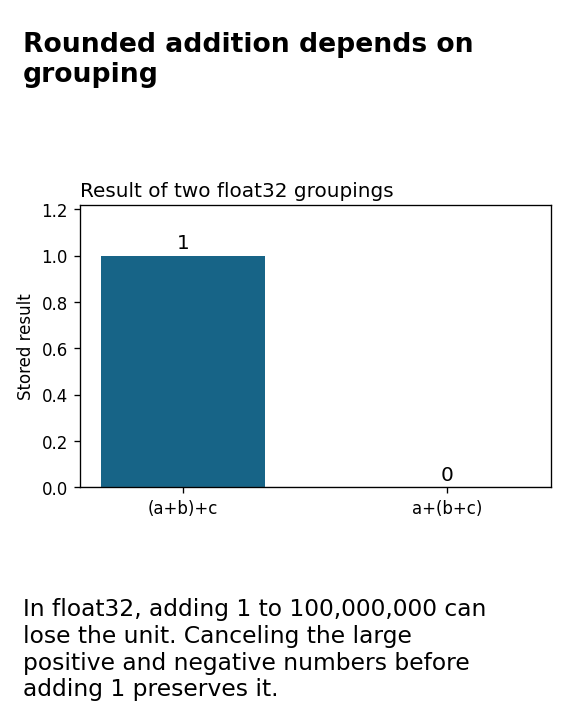 Rounded addition depends on
grouping
Result of two float32 groupings
1.2
1.0
0.8
0.6
0.4
0.2
0.0
Stored result
1
0
(a+b)+c
a+(b+c)
In float32, adding 1 to 100,000,000 can
lose the unit. Canceling the large
positive and negative numbers before
adding 1 preserves it.